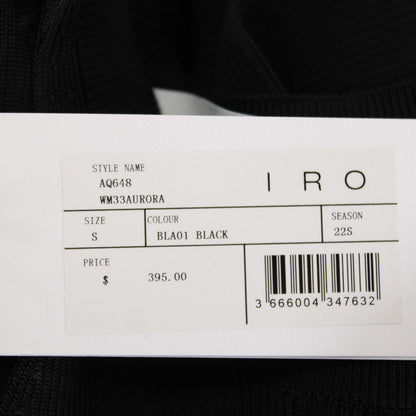 STYLE NAME
AQ648
WM33AURORA
IRO
SIZE
S
COLOUR
BLA01 BLACK
SEASON
22S
PRICE
$ 395.00
3 666004 347632